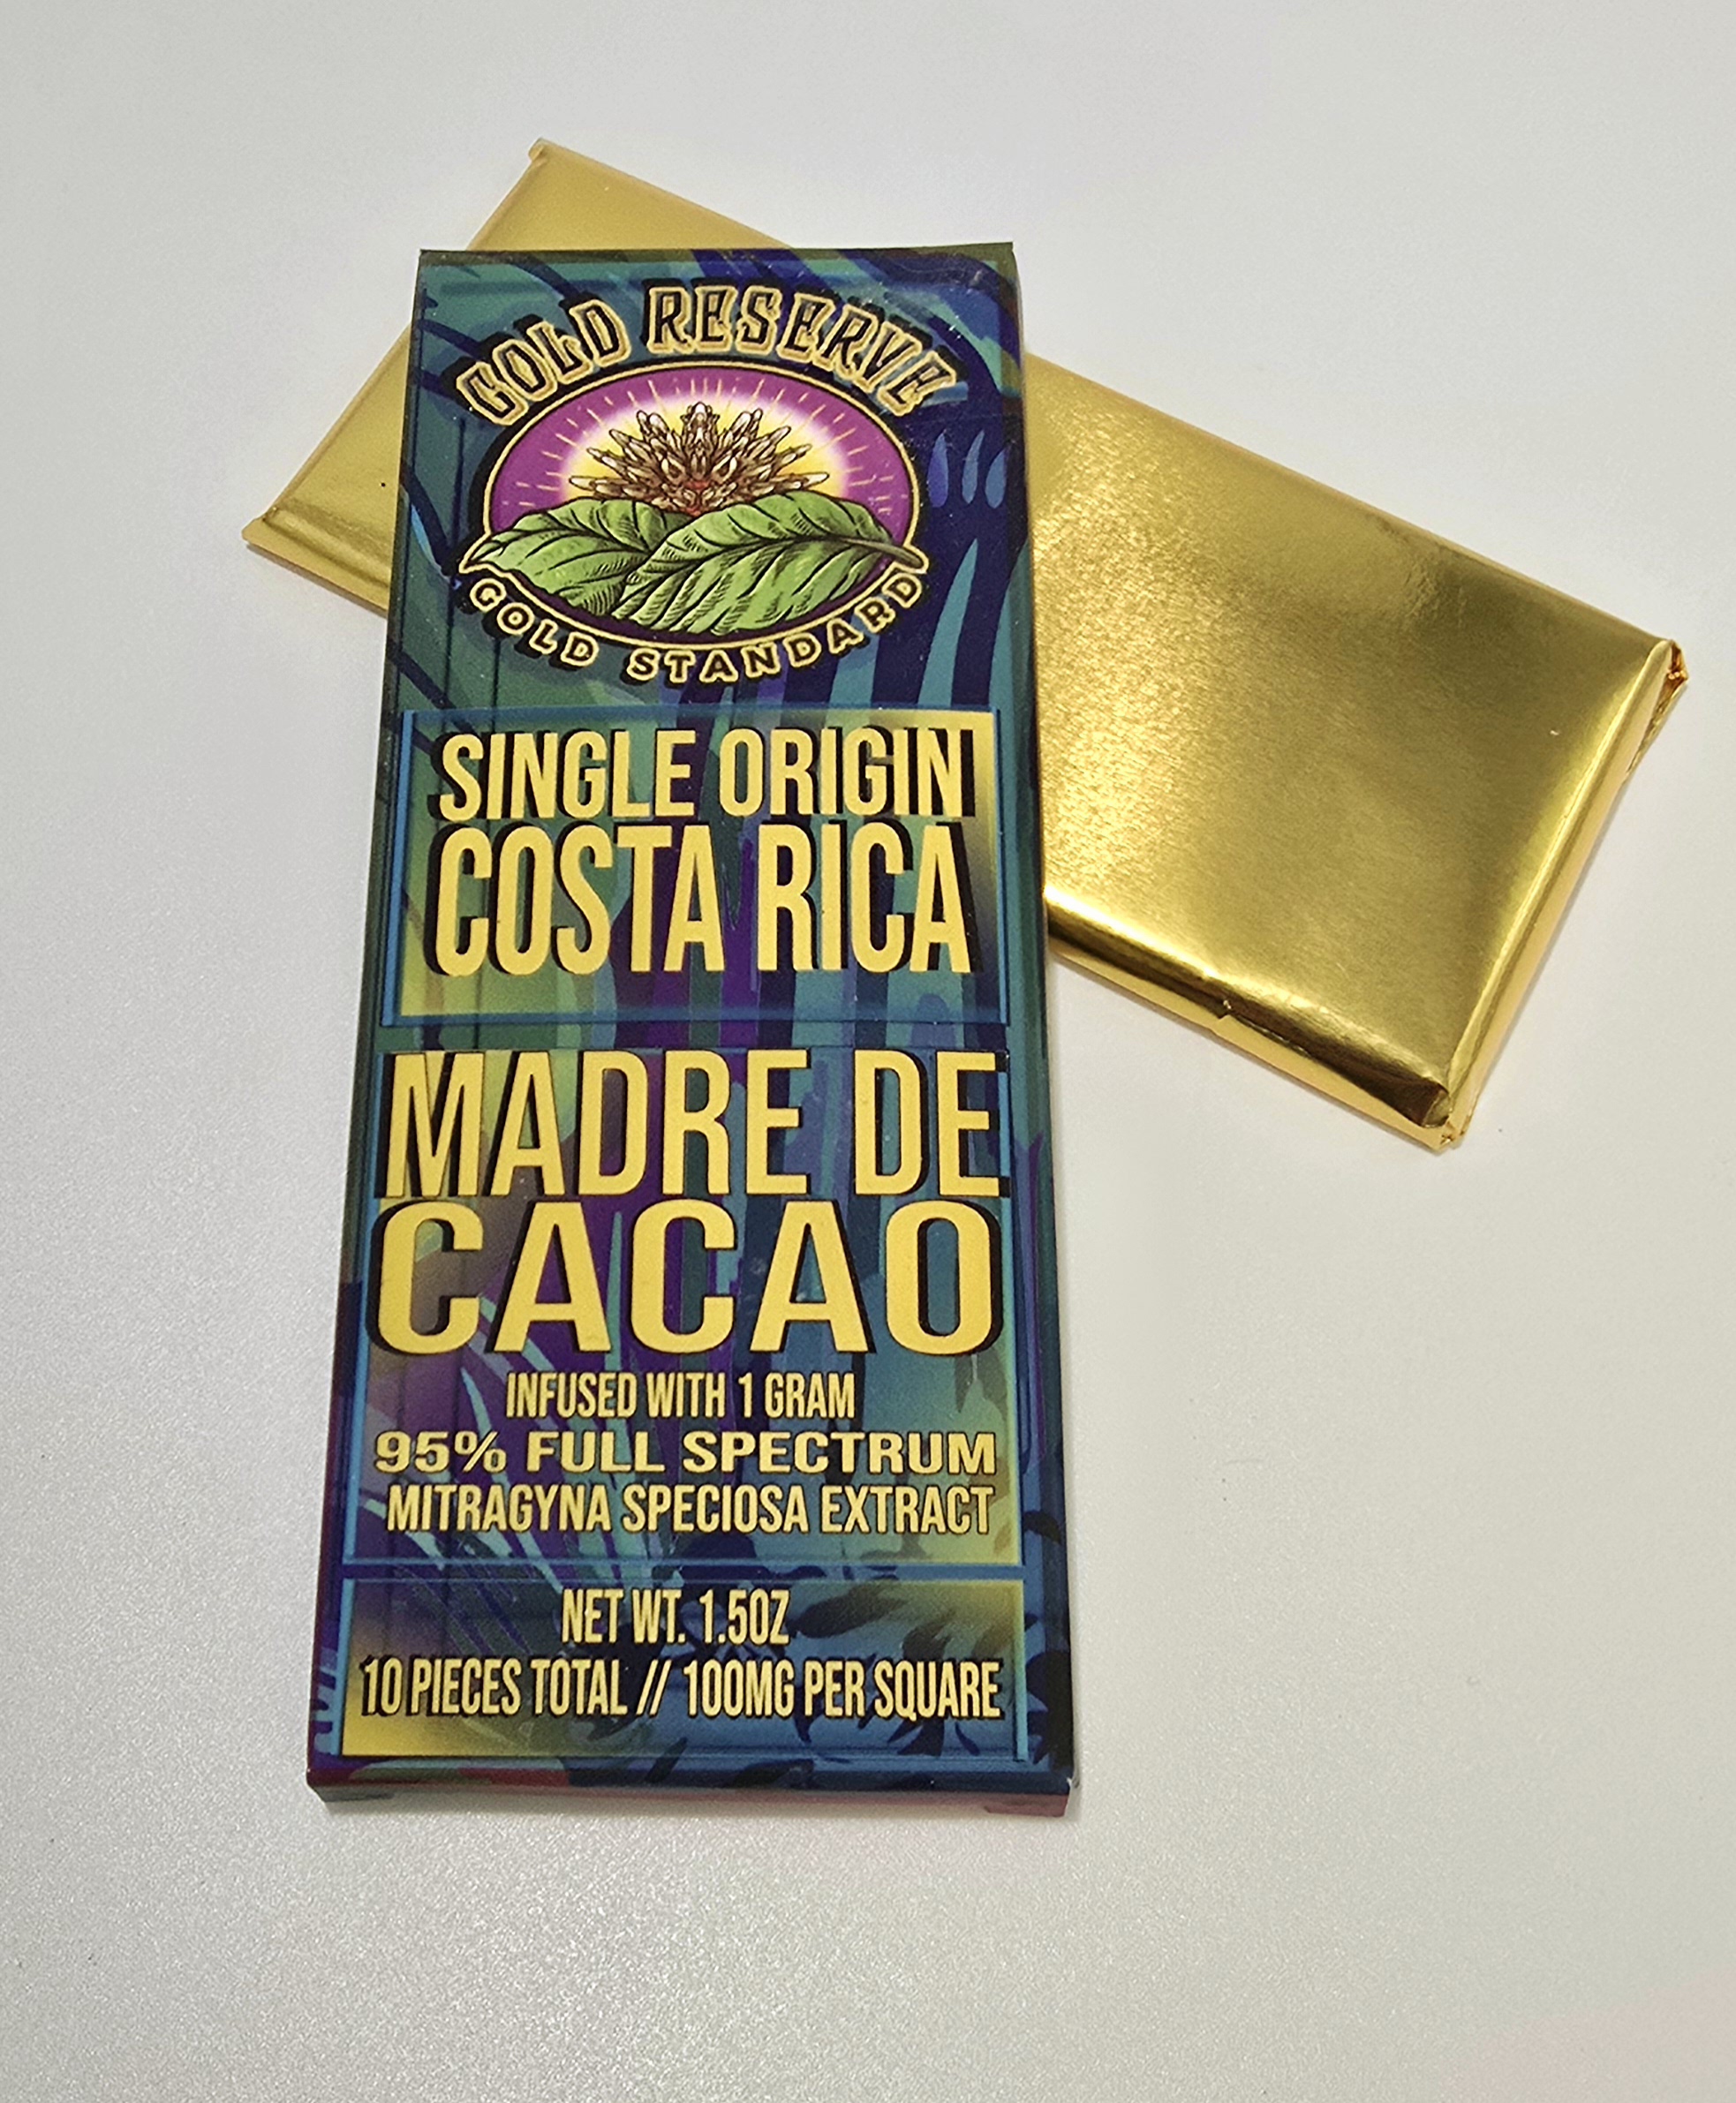 GOLD RESERVE
GOLD STANDARD
SINGLE ORIGIN
COSTA RICA
MADRE DE
CACAO
INFUSED WITH 1 GRAM
95% FULL SPECTRUM
MITRAGYNA SPECIOSA EXTRACT
NET WT. 1.5OZ
10 PIECES TOTAL // 100MG PER SQUARE